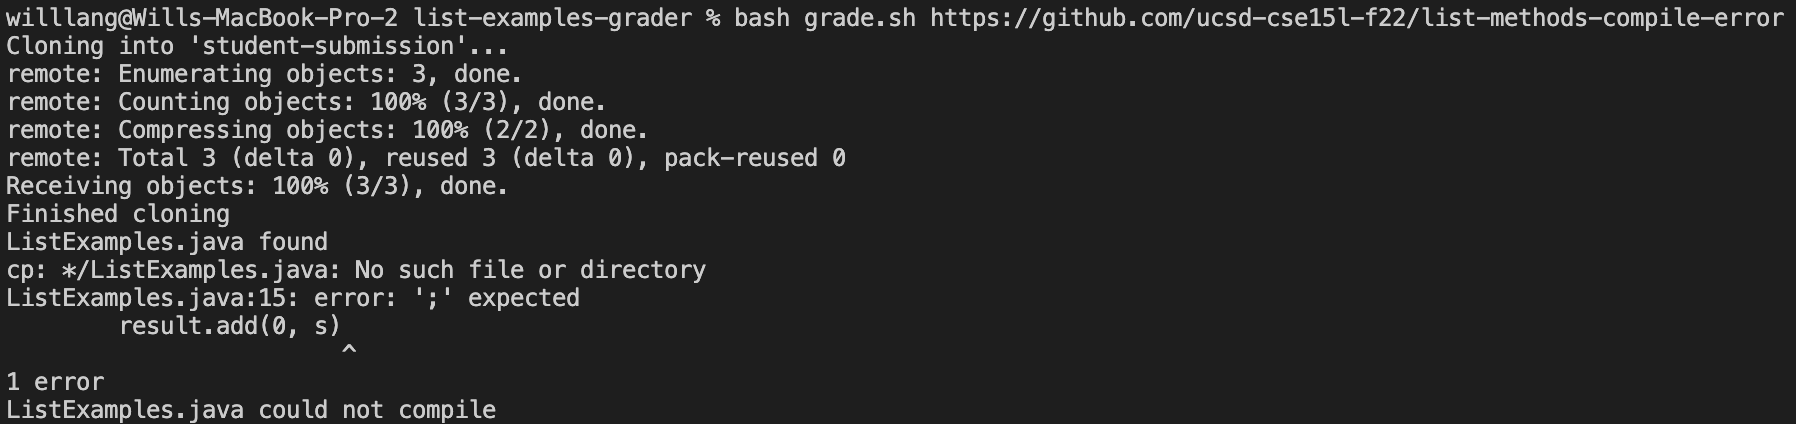 willlang@Wills-MacBook-Pro-2 list-examples-grader % bash grade.sh https://github.com/ucsd-cse15l-f22/list-methods-compile-error
Cloning into 'student-submission'...
remote: Enumerating objects: 3, done.
remote: Counting objects: 100% (3/3), done.
remote: Compressing objects: 100% (2/2), done.
remote: Total 3 (delta 0), reused 3 (delta 0), pack-reused 0
Receiving objects: 100% (3/3), done.
Finished cloning
ListExamples.java found
cp: */ListExamples.java: No such file or directory
ListExamples.java:15: error: ';' expected
        result.add(0, s)
                        ^
1 error
ListExamples.java could not compile